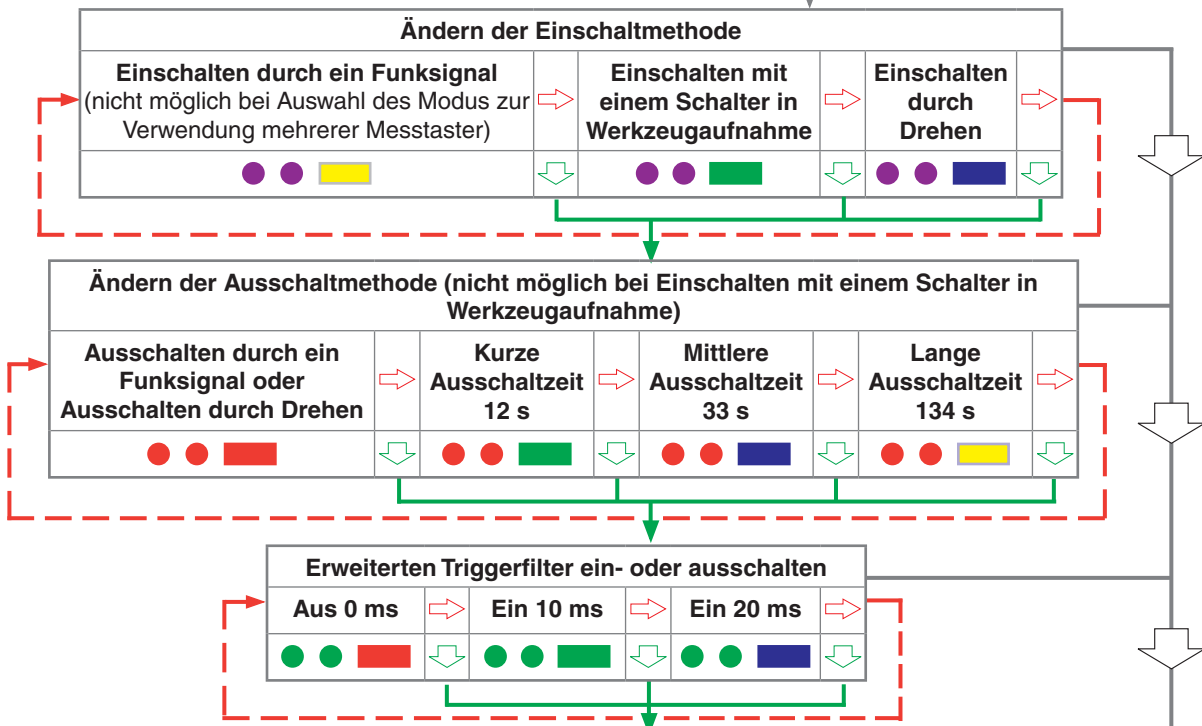 Ändern der Einschaltmethode
Einschalten durch ein Funksignal
(nicht möglich bei Auswahl des Modus zur
Verwendung mehrerer Messtaster)
Einschalten mit
einem Schalter in
Werkzeugaufnahme
Einschalten
durch
Drehen
Ändern der Ausschaltmethode (nicht möglich bei Einschalten mit einem Schalter in
Werkzeugaufnahme)
Ausschalten durch ein
Funksignal oder
Ausschalten durch Drehen
Kurze
Ausschaltzeit
12 s
Mittlere
Ausschaltzeit
33 s
Lange
Ausschaltzeit
134 s
Erweiterten Triggerfilter ein- oder ausschalten
Aus 0 ms
Ein 10 ms
Ein 20 ms